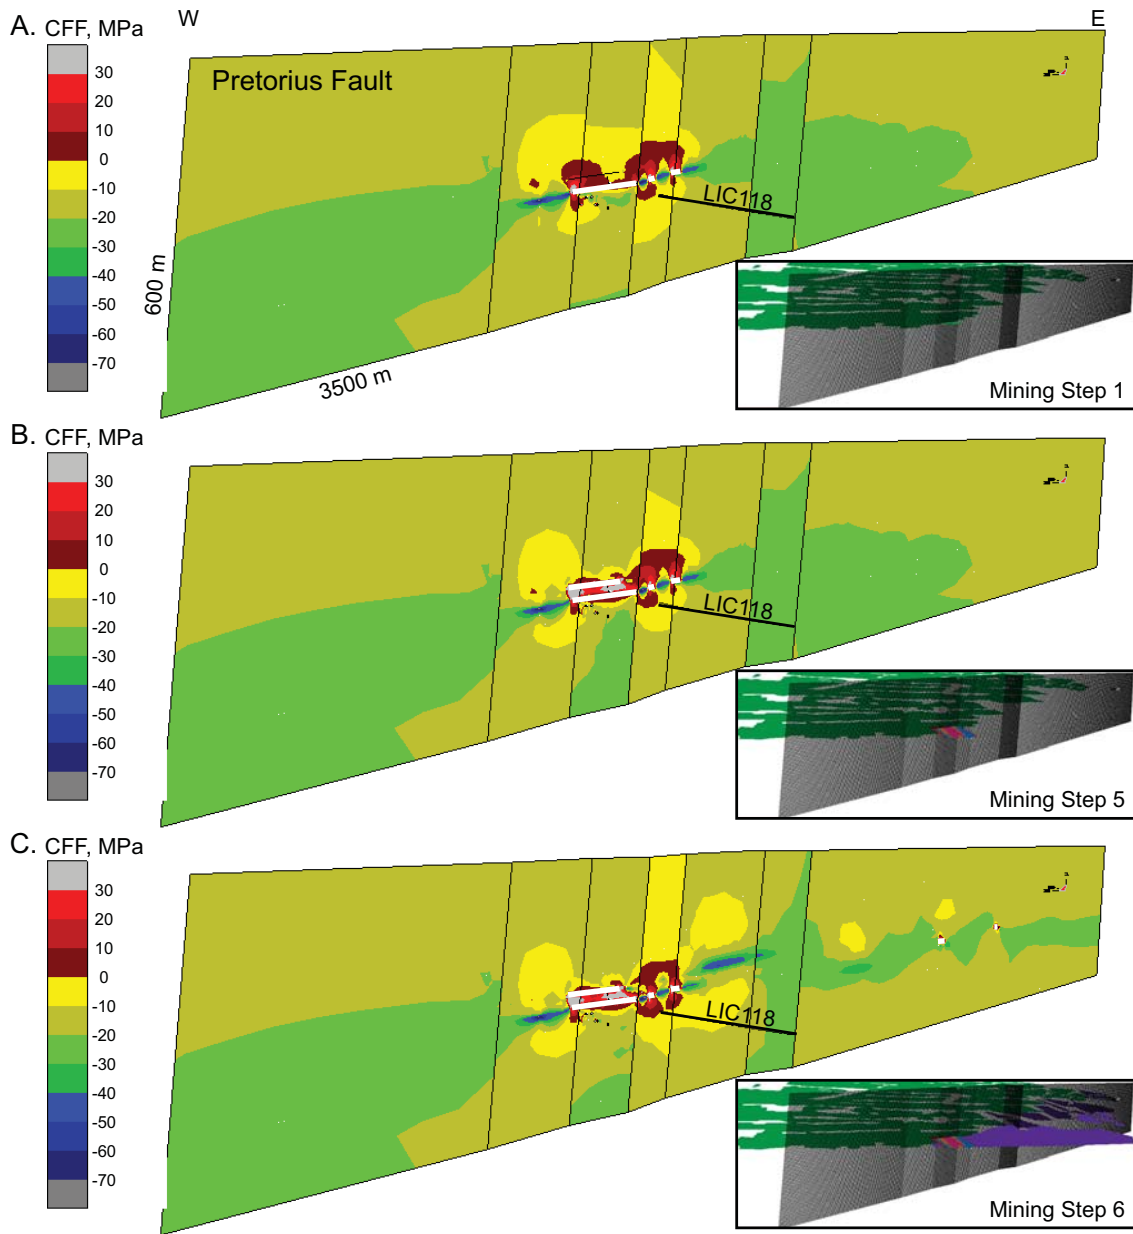 A. CFF, MPa
W
E
Pretorius Fault
30
20
10
0
-10
-20
-30
-40
-50
-60
-70
LIC118
600 m
3500 m
Mining Step 1
B. CFF, MPa
30
20
10
0
-10
-20
-30
-40
-50
-60
-70
LIC118
Mining Step 5
C. CFF, MPa
30
20
10
0
-10
-20
-30
-40
-50
-60
-70
LIC118
Mining Step 6